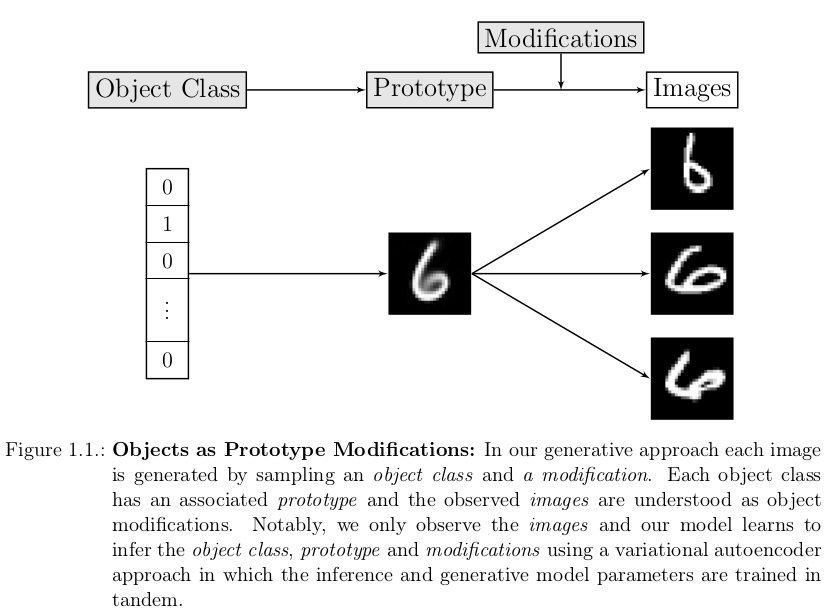 Modifications
Object Class
Prototype
Images
0
1
0
⋮
0
Figure 1.1.: Objects as Prototype Modifications: In our generative approach each image
is generated by sampling an object class and a modification. Each object class
has an associated prototype and the observed images are understood as object
modifications. Notably, we only observe the images and our model learns to
infer the object class, prototype and modifications using a variational autoencoder
approach in which the inference and generative model parameters are trained in
tandem.
6
6
6
6